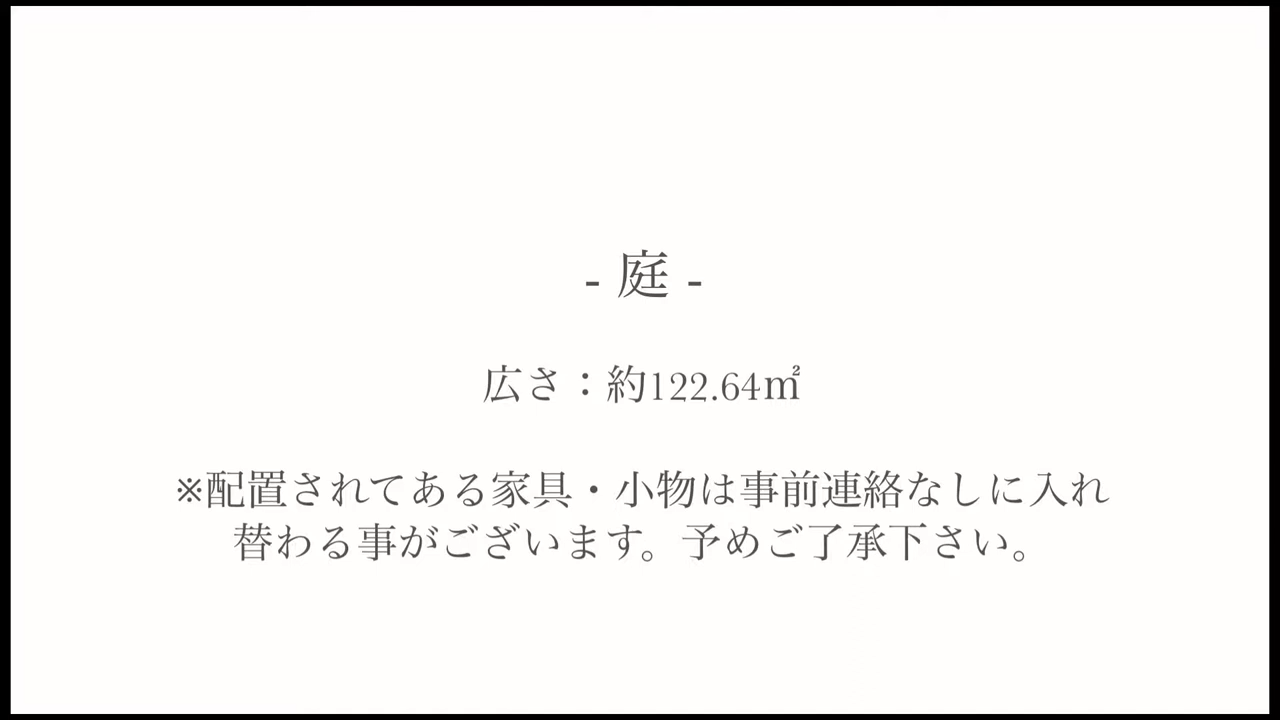 - 庭 -
広さ：約122.64㎡
※配置されてある家具・小物は事前連絡なしに入れ
替わる事がございます。予めご了承下さい。